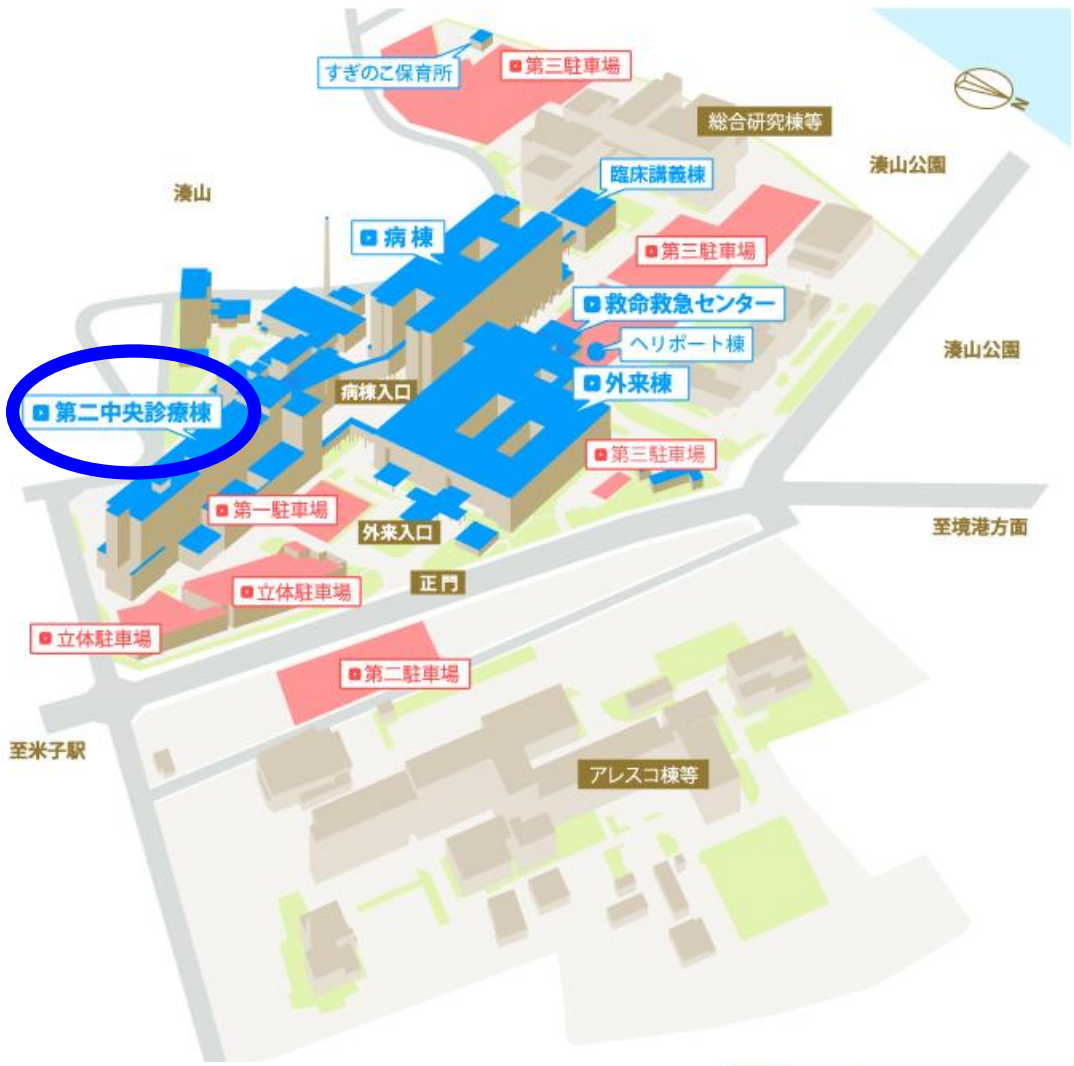 すぎのこ保育所
第三駐車場
総合研究棟等
N
臨床講義棟
湊山公園
湊山
病棟
第三駐車場
救命救急センター
ヘリポート棟
湊山公園
外来棟
病棟入口
第二中央診療棟
第三駐車場
第一駐車場
外来入口
至境港方面
正門
立体駐車場
立体駐車場
第二駐車場
至米子駅
アレスコ棟等